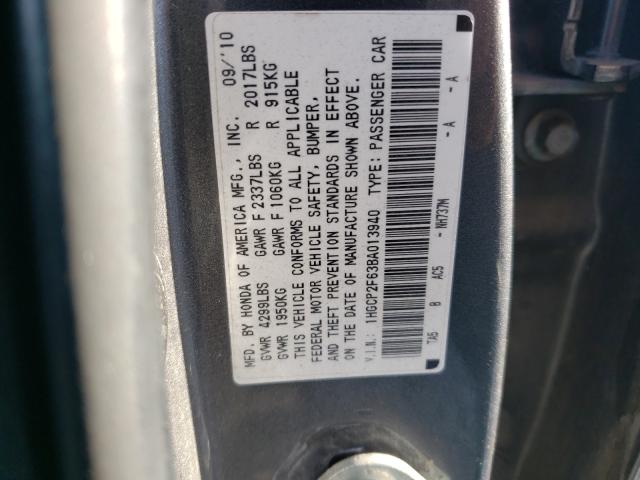 MFG. BY HONDA OF AMERICA MFG., INC. 09/'10
GVWR 4299LBS GAWR F 2337LBS R 2017LBS
GVWR 1950KG GAWR F 1060KG R 915KG
THIS VEHICLE CONFORMS TO ALL APPLICABLE
FEDERAL MOTOR VEHICLE SAFETY, BUMPER,
AND THEFT PREVENTION STANDARDS IN EFFECT
ON THE DATE OF MANUFACTURE SHOWN ABOVE.
V.I.N.: 1HGCP2F63BA013940 TYPE: PASSENGER CAR
TA5 B AC5 NH737M - A - A